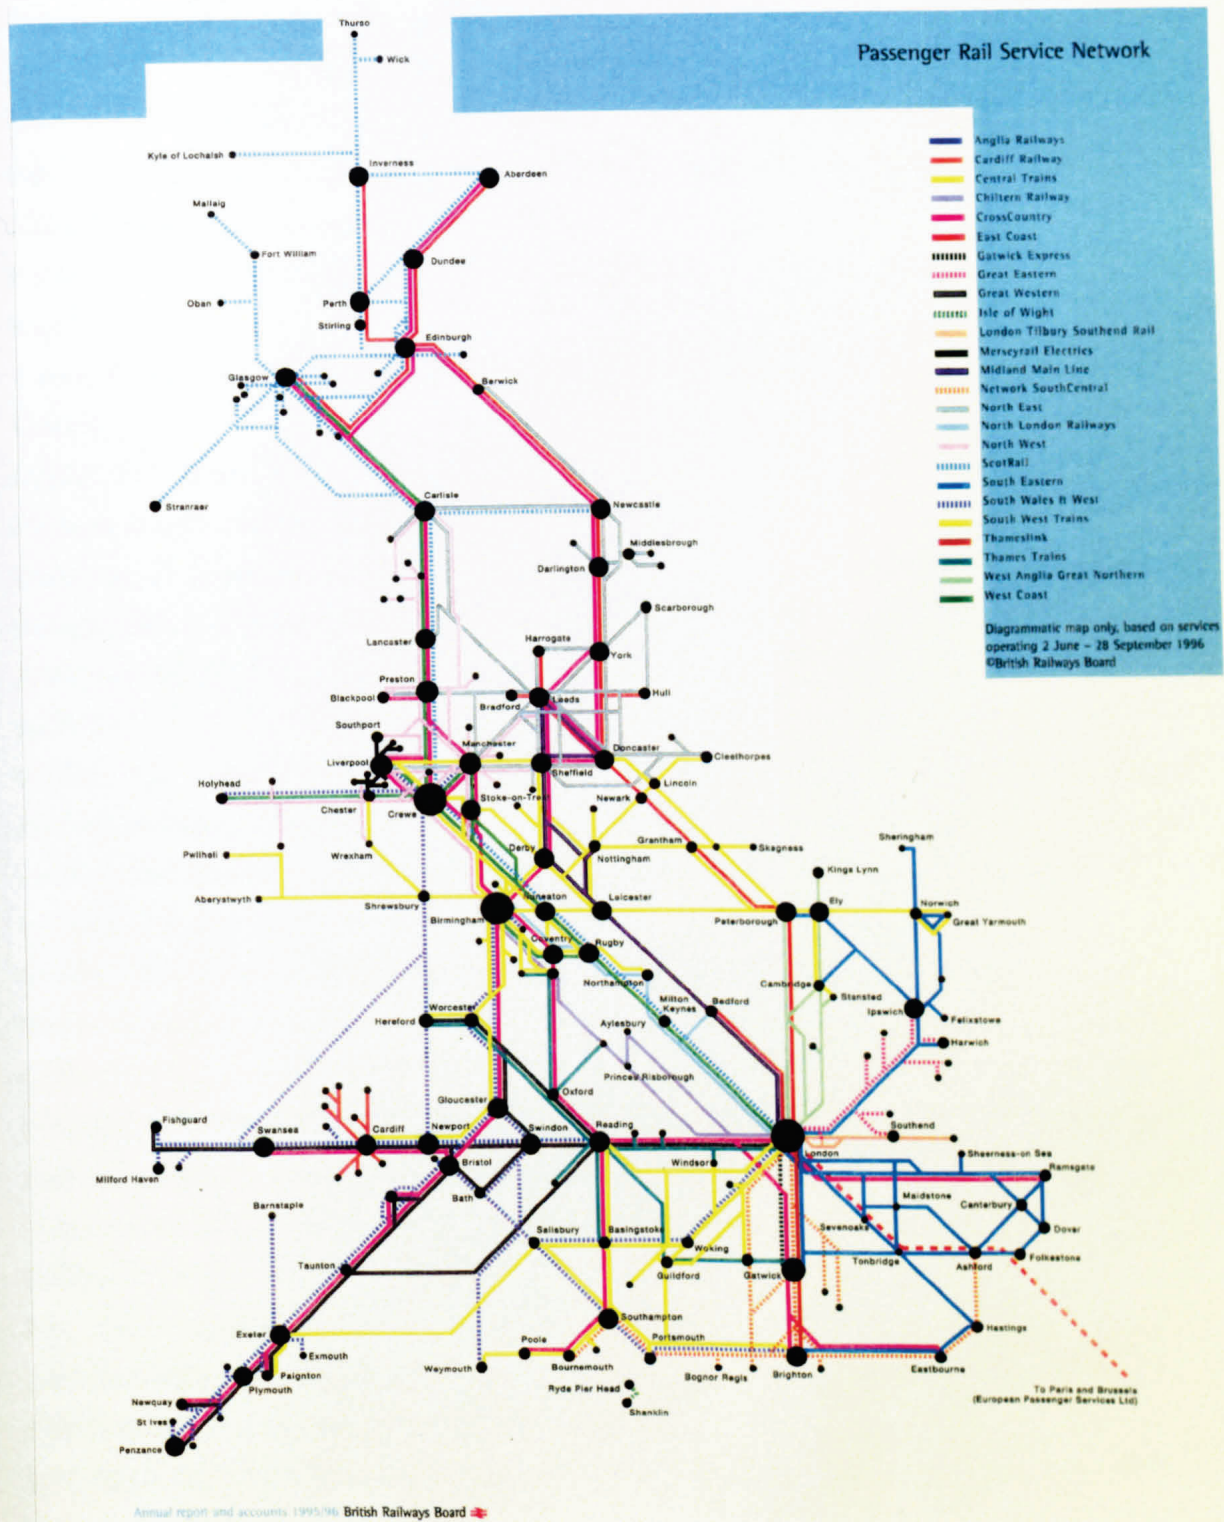 Passenger Rail Service Network
Anglia Railways
Cardiff Railway
Central Trains
Chiltern Railway
CrossCountry
East Coast
Gatwick Express
Great Eastern
Great Western
Isle of Wight
London Tilbury Southend Rail
Merseyrail Electrics
Midland Main Line
Network SouthCentral
North East
North London Railways
North West
ScotRail
South Eastern
South Wales & West
South West Trains
Thameslink
Thames Trains
West Anglia Great Northern
West Coast
Diagrammatic map only, based on services
operating 2 June – 28 September 1996
©British Railways Board
Thurso
Wick
Kyle of Lochalsh
Inverness
Aberdeen
Mallaig
Fort William
Dundee
Oban
Perth
Stirling
Edinburgh
Glasgow
Berwick
Stranraer
Carlisle
Newcastle
Middlesbrough
Darlington
Scarborough
Lancaster
Harrogate
York
Preston
Blackpool
Bradford
Leeds
Hull
Southport
Manchester
Doncaster
Cleethorpes
Liverpool
Sheffield
Holyhead
Lincoln
Chester
Crewe
Stoke-on-Trent
Newark
Sheringham
Pwllheli
Wrexham
Derby
Nottingham
Grantham
Skegness
Kings Lynn
Aberystwyth
Shrewsbury
Birmingham
Nuneaton
Leicester
Peterborough
Ely
Norwich
Great Yarmouth
Coventry
Rugby
Northampton
Cambridge
Stansted
Hereford
Worcester
Milton
Keynes
Bedford
Ipswich
Felixstowe
Aylesbury
Harwich
Princes Risborough
Gloucester
Oxford
Fishguard
Swansea
Cardiff
Newport
Swindon
Reading
Southend
London
Windsor
Sheerness-on Sea
Milford Haven
Bristol
Bath
Ramsgate
Maidstone
Canterbury
Barnstaple
Salisbury
Basingstoke
Woking
Sevenoaks
Dover
Taunton
Guildford
Gatwick
Tonbridge
Ashford
Folkestone
Exeter
Exmouth
Southampton
Portsmouth
Hastings
Poole
Paignton
Weymouth
Bournemouth
Bognor Regis
Brighton
Eastbourne
Plymouth
Newquay
Ryde Pier Head
Shanklin
To Paris and Brussels
(European Passenger Services Ltd)
St Ives
Penzance
Annual report and accounts 1995/96 British Railways Board